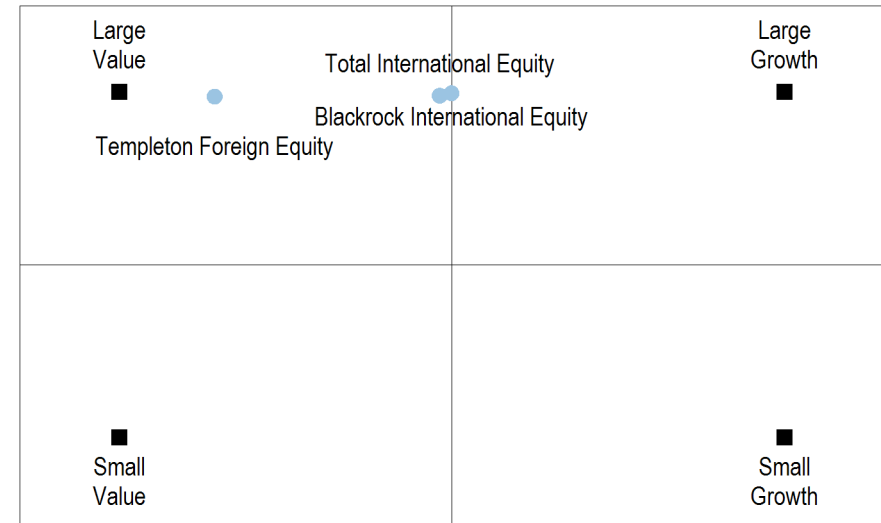 Large
Value
Large
Growth
Total International Equity
Blackrock International Equity
Templeton Foreign Equity
Small
Value
Small
Growth